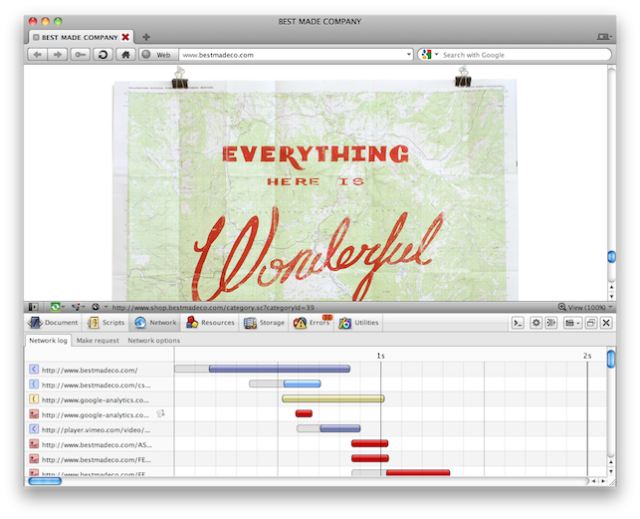 BEST MADE COMPANY
BEST MADE COMPANY
Web
www.bestmadeco.com
Search with Google
EVERYTHING
HERE IS
Wonderful
http://www.shop.bestmadeco.com/category.sc?categoryId=39
View (100%)
Document
Scripts
Network
Resources
Storage
Errors
Utilities
Network log
Make request
Network options
1s
2s
http://www.bestmadeco.com/
http://www.bestmadeco.com/cs...
http://www.google-analytics.co...
http://www.google-analytics.co...
http://player.vimeo.com/video/
http://www.bestmadeco.com/AS...
http://www.bestmadeco.com/FE...
http://www.bestmadeco.com/FE